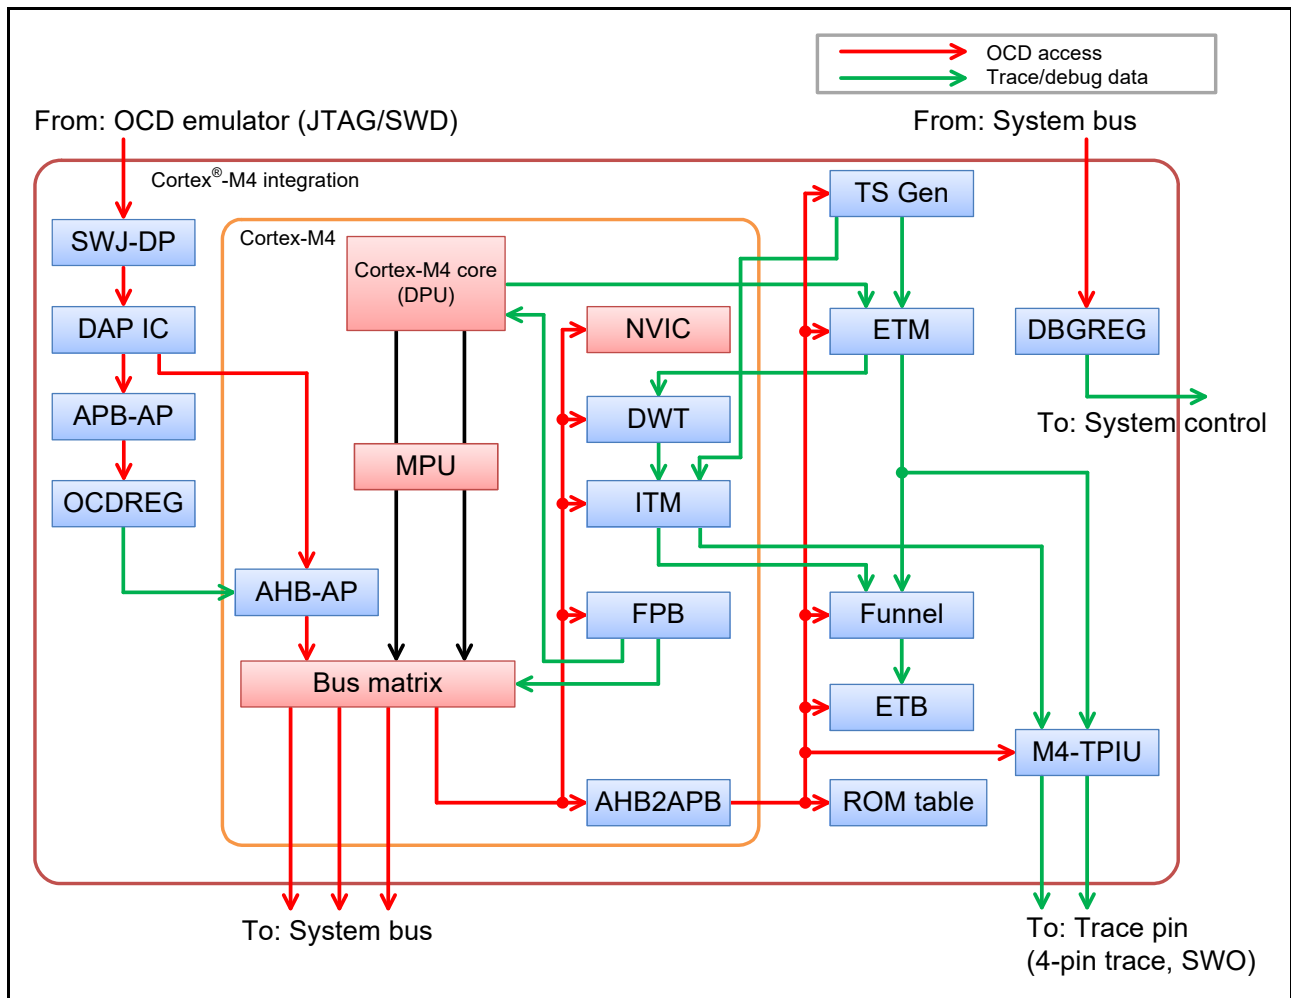 OCD access
Trace/debug data
From: OCD emulator (JTAG/SWD)
From: System bus
Cortex®-M4 integration
TS Gen
SWJ-DP
Cortex-M4
Cortex-M4 core
(DPU)
NVIC
DAP IC
ETM
DBGREG
APB-AP
DWT
To: System control
MPU
OCDREG
ITM
AHB-AP
FPB
Funnel
Bus matrix
ETB
M4-TPIU
AHB2APB
ROM table
To: System bus
To: Trace pin
(4-pin trace, SWO)